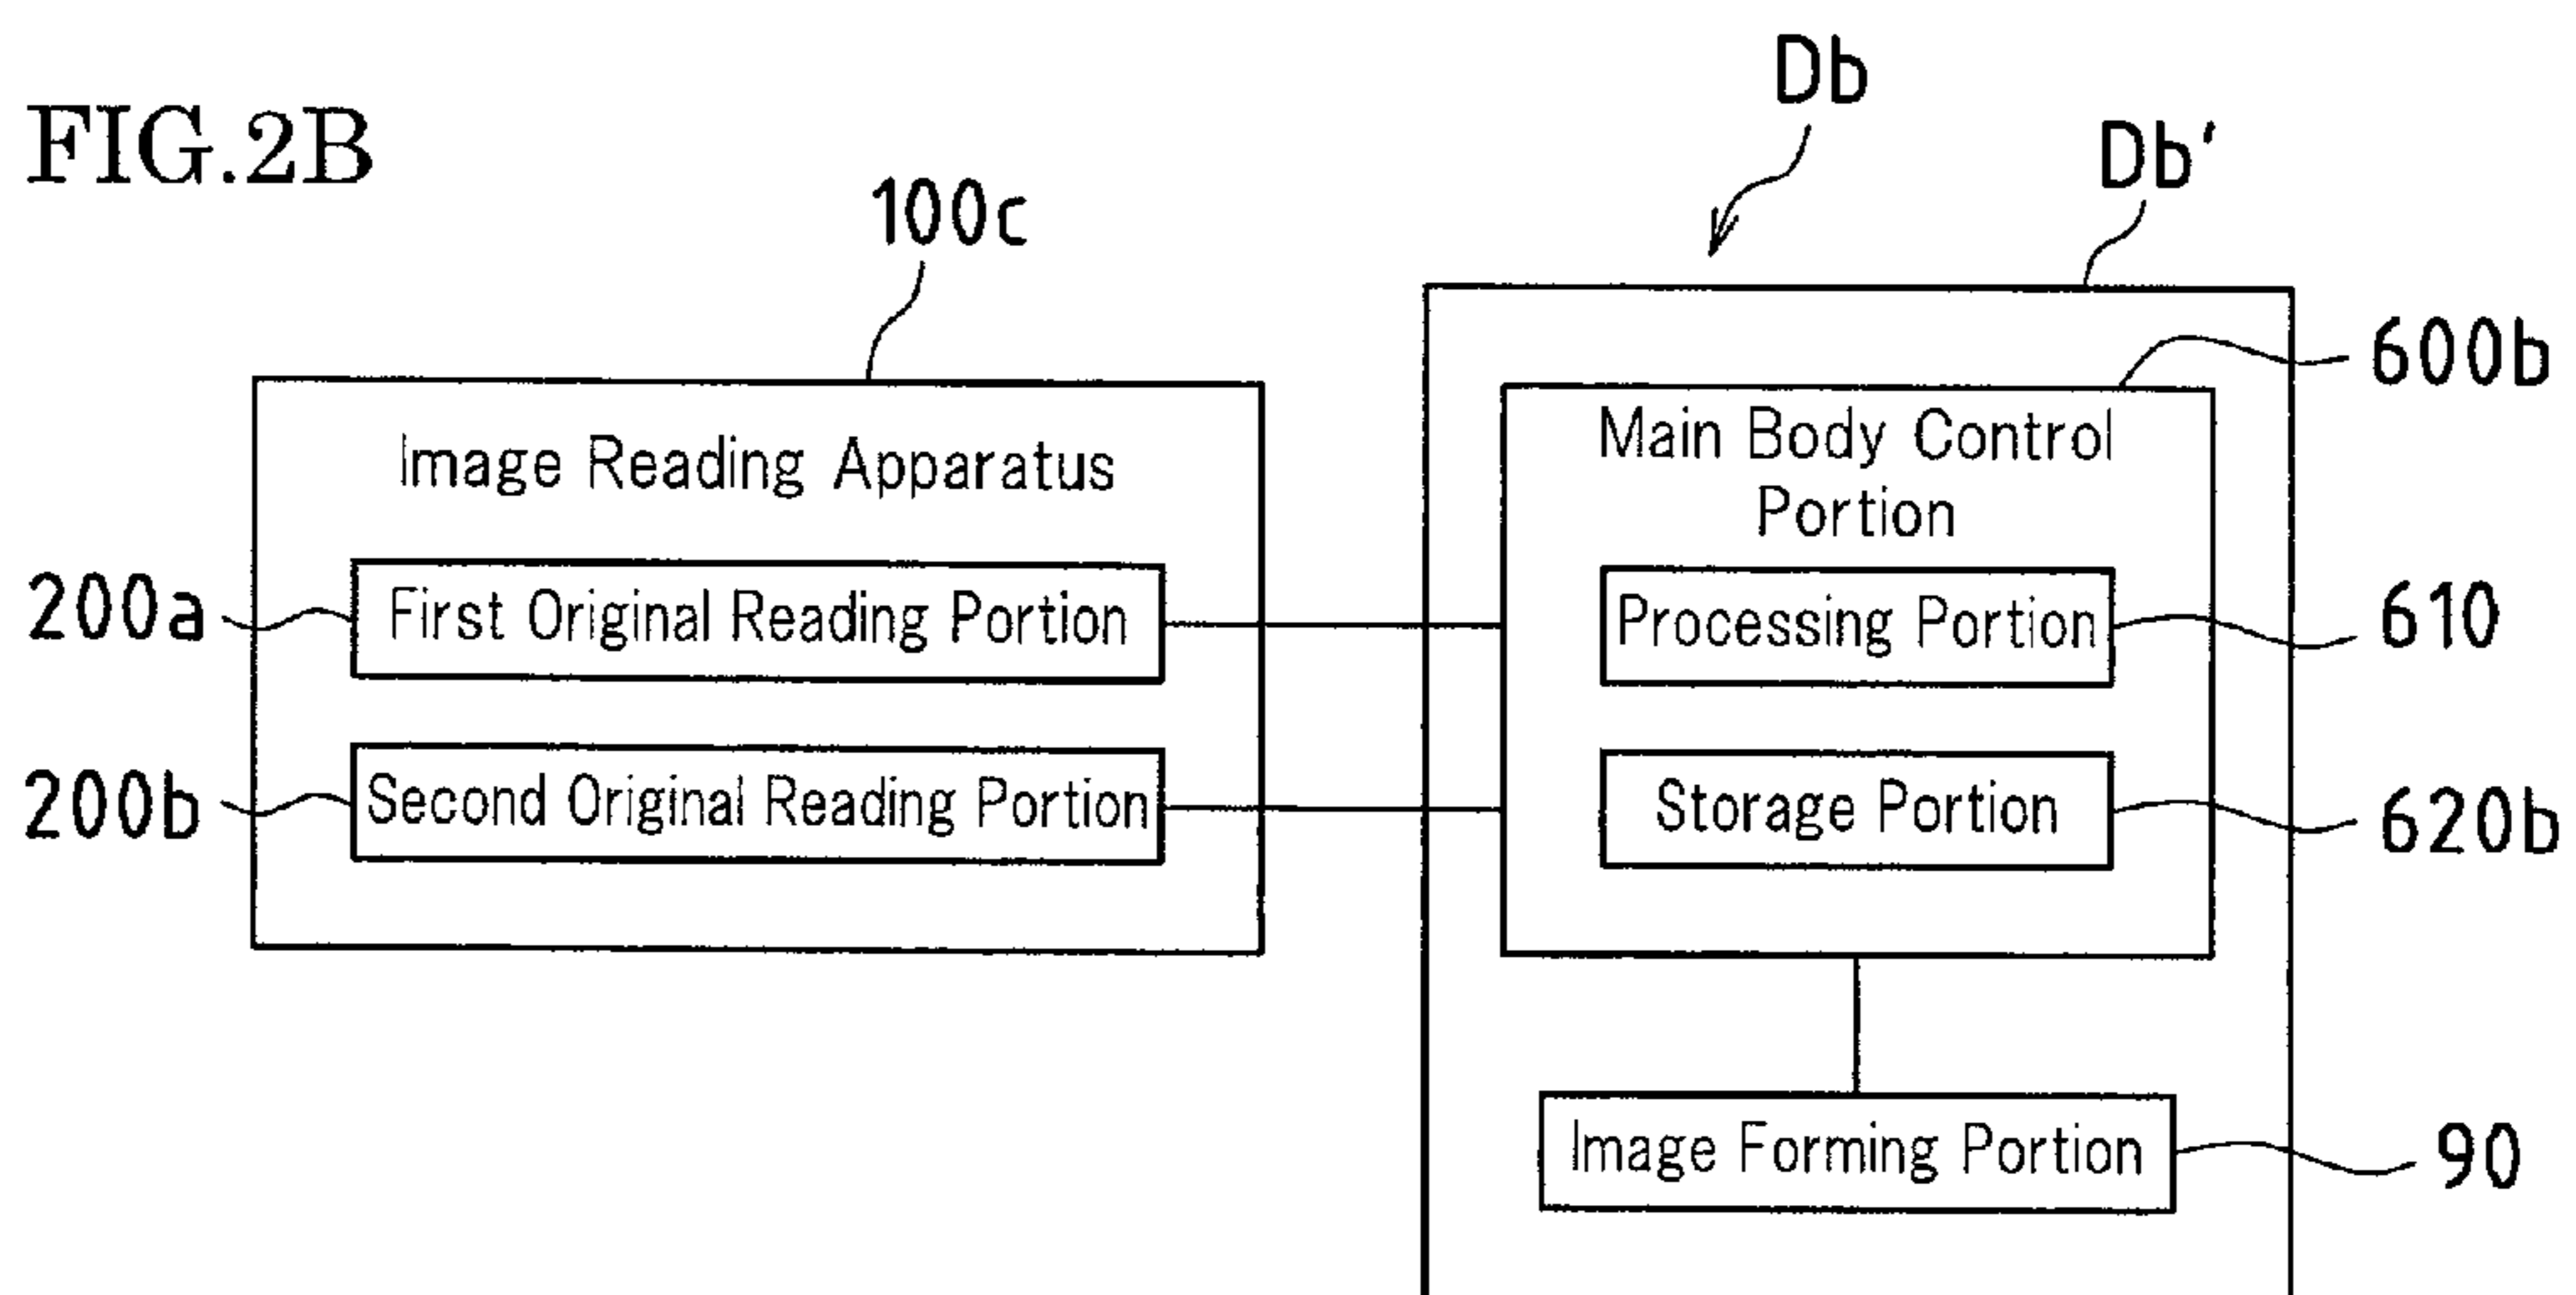 FIG.2B
Db
Db'
100c
600b
Image Reading Apparatus
Main Body Control
Portion
200a
First Original Reading Portion
Processing Portion
610
200b
Second Original Reading Portion
Storage Portion
620b
Image Forming Portion
90